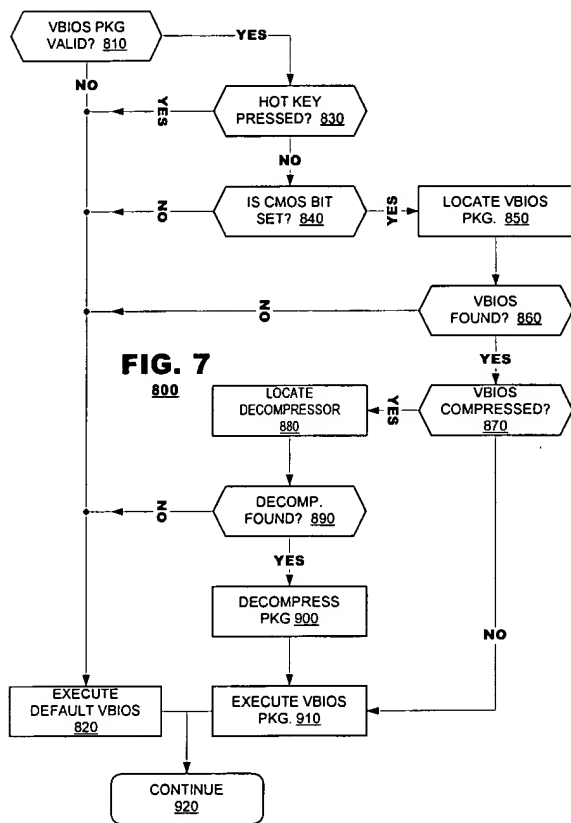 VBIOS PKG
VALID? 810
YES
NO
HOT KEY
PRESSED? 830
YES
NO
IS CMOS BIT
SET? 840
NO
YES
LOCATE VBIOS
PKG. 850
VBIOS
FOUND? 860
NO
YES
FIG. 7
800
LOCATE
DECOMPRESSOR
880
YES
VBIOS
COMPRESSED?
870
DECOMP.
FOUND? 890
NO
YES
DECOMPRESS
PKG 900
NO
EXECUTE
DEFAULT VBIOS
820
EXECUTE VBIOS
PKG. 910
CONTINUE
920